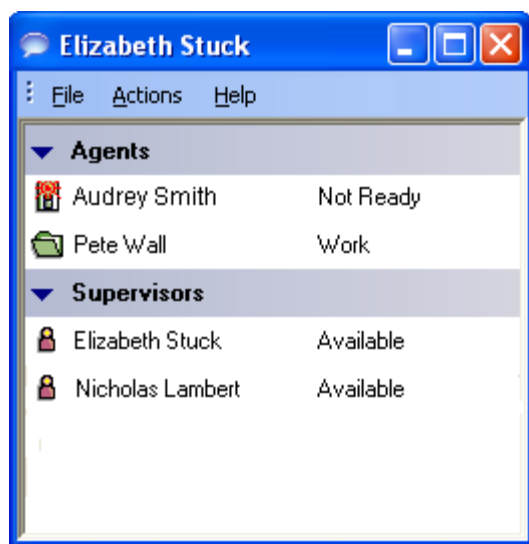 Elizabeth Stuck
File Actions Help
Agents
Audrey Smith Not Ready
Pete Wall Work
Supervisors
Elizabeth Stuck Available
Nicholas Lambert Available